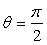 θ = π/2